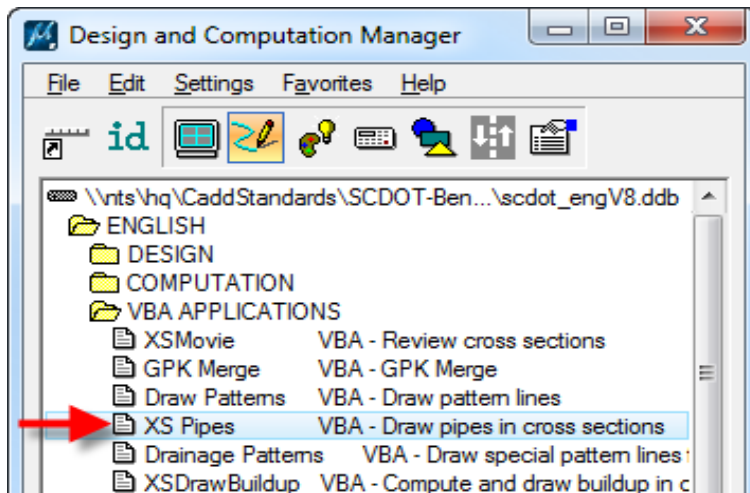 Design and Computation Manager
File Edit Settings Favorites Help
id
\\nts\hq\CaddStandards\SCDOT-Ben...\scdot_engV8.ddb
ENGLISH
DESIGN
COMPUTATION
VBA APPLICATIONS
XSMovie VBA - Review cross sections
GPK Merge VBA - GPK Merge
Draw Patterns VBA - Draw pattern lines
XS Pipes VBA - Draw pipes in cross sections
Drainage Patterns VBA - Draw special pattern lines
XSDrawBuildup VBA - Compute and draw buildup in